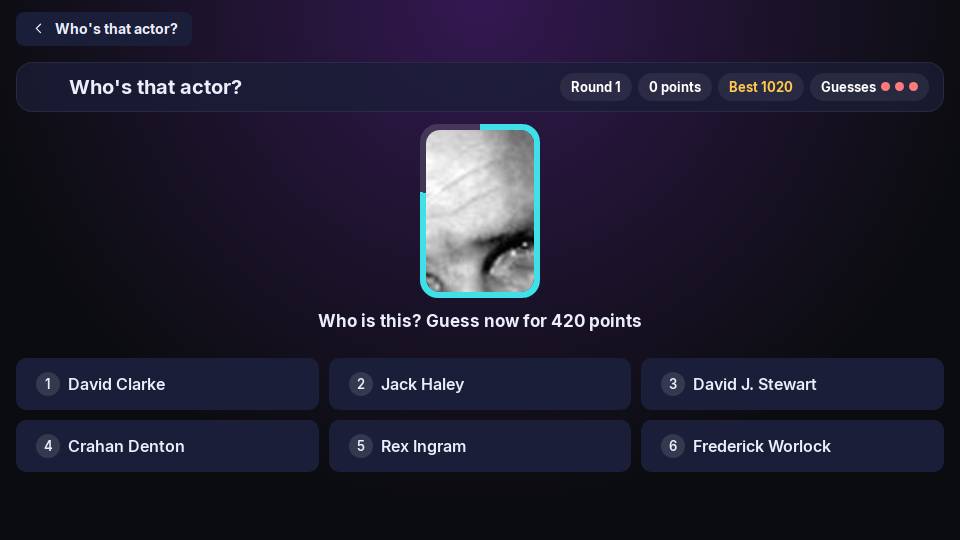 Who's that actor?
Who's that actor?
Round 1
0 points
Best 1020
Guesses
Who is this? Guess now for 420 points
1 David Clarke
2 Jack Haley
3 David J. Stewart
4 Crahan Denton
5 Rex Ingram
6 Frederick Worlock